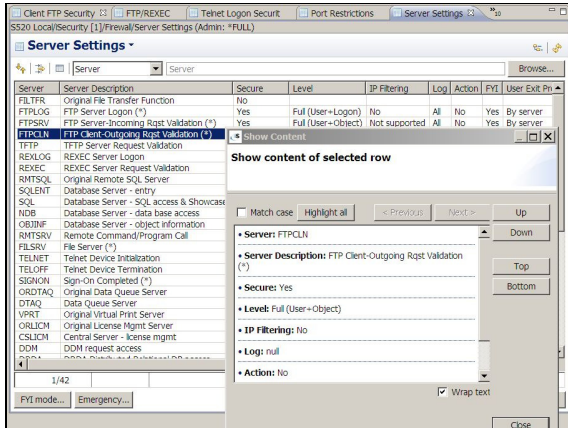 Client FTP Security FTP/REXEC Telnet Logon Securit Port Restrictions Server Settings »10
S520 Local/iSecurity [1]/Firewall/Server Settings (Admin: *FULL)
Server Settings
Server Server Browse...
Server Server Description Secure Level IP Filtering Log Action FYI User Exit Pr
FILTFR Original File Transfer Function No
FTPLOG FTP Server Logon (*) Yes Full (User+Logon) No All No Yes By server
FTPSRV FTP Server-Incoming Rqst Validation (*) Yes Full (User+Object) Not supported All No Yes By server
FTPCLN FTP Client-Outgoing Rqst Validation (*)
TFTP TFTP Server Request Validation
REXLOG REXEC Server Logon
REXEC REXEC Server Request Validation
RMTSQL Original Remote SQL Server
SQLENT Database Server - entry
SQL Database Server - SQL access & Showcase
NDB Database Server - data base access
OBJINF Database Server - object information
RMTSRV Remote Command/Program Call
FILSRV File Server (*)
TELNET Telnet Device Initialization
TELOFF Telnet Device Termination
SIGNON Sign-On Completed (*)
ORDTAQ Original Data Queue Server
DTAQ Data Queue Server
VPRT Original Virtual Print Server
ORLICM Original License Mgmt Server
CSLICM Central Server - license mgmt
DDM DDM request access
1/42
FYI mode... Emergency...
Show Content
Show content of selected row
Match case Highlight all < Previous Next > Up
Down
Top
Bottom
• Server: FTPCLN
• Server Description: FTP Client-Outgoing Rqst Validation
(*)
• Secure: Yes
• Level: Full (User+Object)
• IP Filtering: No
• Log: null
• Action: No
Wrap text
Close